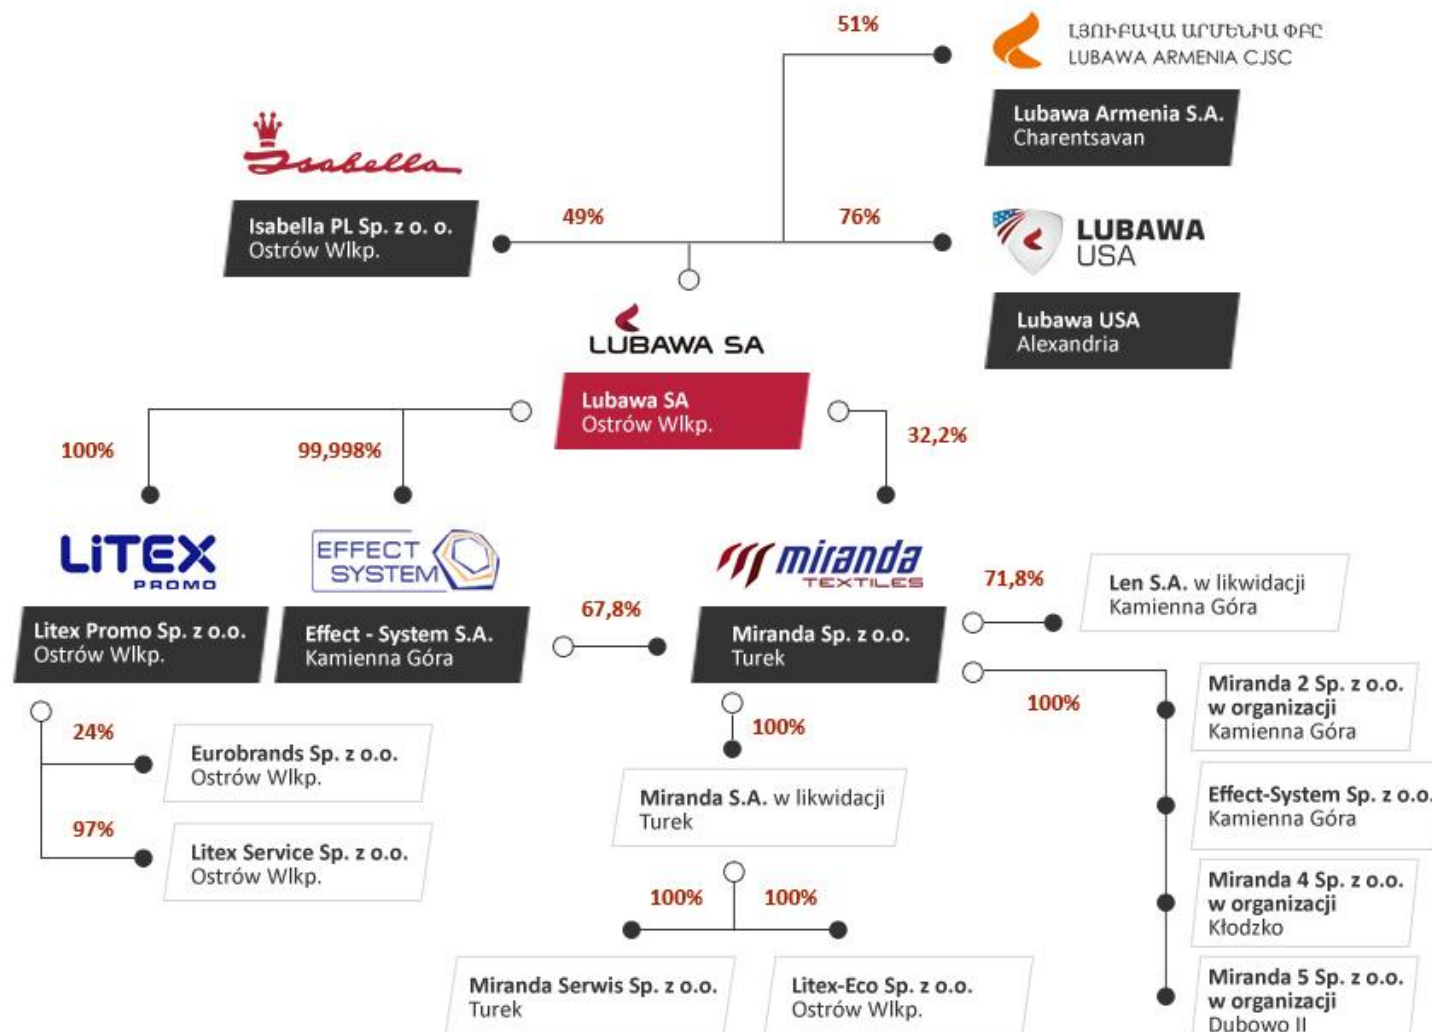 51%
ԼՅՈՒԲԱՎԱ ԱՐՄԵՆԻԱ ՓԲԸ
LUBAWA ARMENIA CJSC
Lubawa Armenia S.A.
Charentsavan
Isabella
Isabella PL Sp. z o. o.
Ostrów Wlkp.
49%
76%
LUBAWA
USA
Lubawa USA
Alexandria
LUBAWA SA
Lubawa SA
Ostrów Wlkp.
100%
99,998%
32,2%
LiTEX
PROMO
EFFECT
SYSTEM
miranda
TEXTILES
Litex Promo Sp. z o.o.
Ostrów Wlkp.
Effect - System S.A.
Kamienna Góra
67,8%
Miranda Sp. z o.o.
Turek
71,8%
Len S.A. w likwidacji
Kamienna Góra
24%
Eurobrands Sp. z o.o.
Ostrów Wlkp.
97%
Litex Service Sp. z o.o.
Ostrów Wlkp.
100%
Miranda S.A. w likwidacji
Turek
100%
100%
Miranda Serwis Sp. z o.o.
Turek
Litex-Eco Sp. z o.o.
Ostrów Wlkp.
100%
Miranda 2 Sp. z o.o.
w organizacji
Kamienna Góra
Effect-System Sp. z o.o.
Kamienna Góra
Miranda 4 Sp. z o.o.
w organizacji
Kłodzko
Miranda 5 Sp. z o.o.
w organizacji
Dubowo II